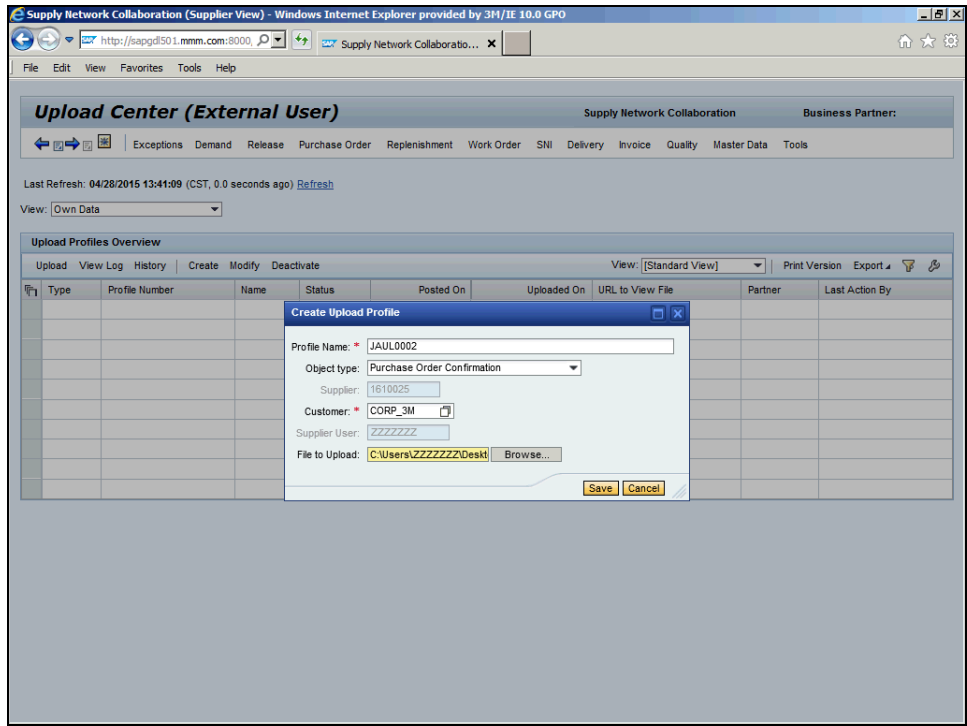 Supply Network Collaboration (Supplier View) - Windows Internet Explorer provided by 3M/IE 10.0 GPO
http://sapgdl501.mmm.com:8000, Supply Network Collaboratio...
File Edit View Favorites Tools Help
Upload Center (External User) Supply Network Collaboration Business Partner:
Exceptions Demand Release Purchase Order Replenishment Work Order SNI Delivery Invoice Quality Master Data Tools
Last Refresh: 04/28/2015 13:41:09 (CST, 0.0 seconds ago) Refresh
View: Own Data
Upload Profiles Overview
Upload View Log History Create Modify Deactivate View: [Standard View] Print Version Export
Type Profile Number Name Status Posted On Uploaded On URL to View File Partner Last Action By
Create Upload Profile
Profile Name: * JAUL0002
Object type: Purchase Order Confirmation
Supplier: 1610025
Customer: * CORP_3M
Supplier User: ZZZZZZZ
File to Upload: C:\Users\ZZZZZZZ\Deskt Browse...
Save Cancel